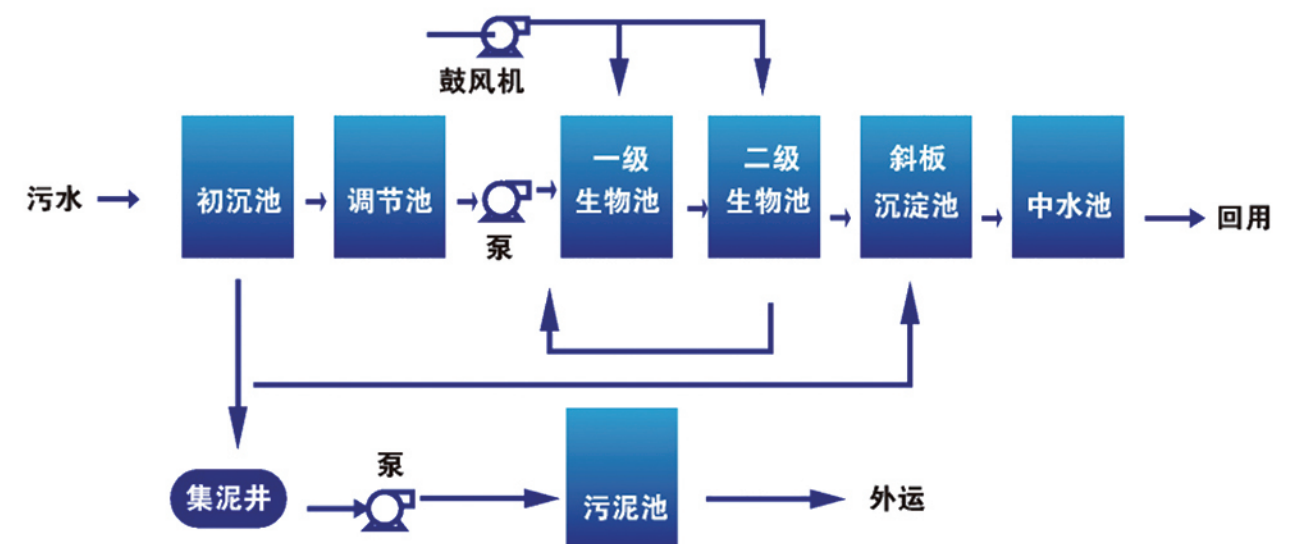 鼓风机
污水
初沉池
调节池
泵
一级
生物池
二级
生物池
斜板
沉淀池
中水池
回用
集泥井
泵
污泥池
外运